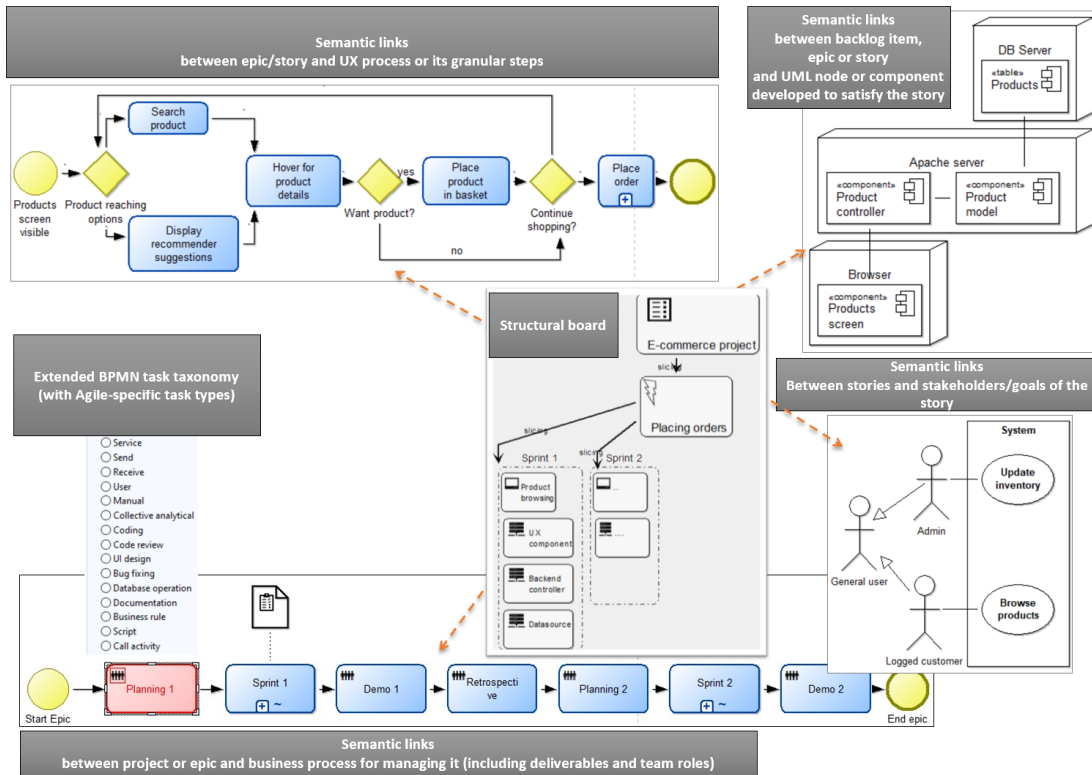 Semantic links
between epic/story and UX process or its granular steps
Search
product
Products
screen
visible
Product reaching
options
Display
recommender
suggestions
Hover for
product
details
yes
Want product?
no
Place
product
in basket
Continue
shopping?
Place
order
Semantic links
between backlog item,
epic or story
and UML node or component
developed to satisfy the story
DB Server
«table»
Products
Apache server
«component»
Product
controller
«component»
Product
model
Browser
«component»
Products
screen
Structural board
E-commerce project
slicing
Placing orders
slicing
slicing
Sprint 1
Sprint 2
Product
browsing
...
UX
component
....
Backend
controller
Datasource
Semantic links
Between stories and stakeholders/goals of the
story
System
Update
inventory
Admin
General user
Browse
products
Logged customer
Extended BPMN task taxonomy
(with Agile-specific task types)
Service
Send
Receive
User
Manual
Collective analytical
Coding
Code review
UI design
Bug fixing
Database operation
Documentation
Business rule
Script
Call activity
Start Epic
Planning 1
Sprint 1
~
Demo 1
Retrospecti
ve
Planning 2
Sprint 2
~
Demo 2
End epic
Semantic links
between project or epic and business process for managing it (including deliverables and team roles)